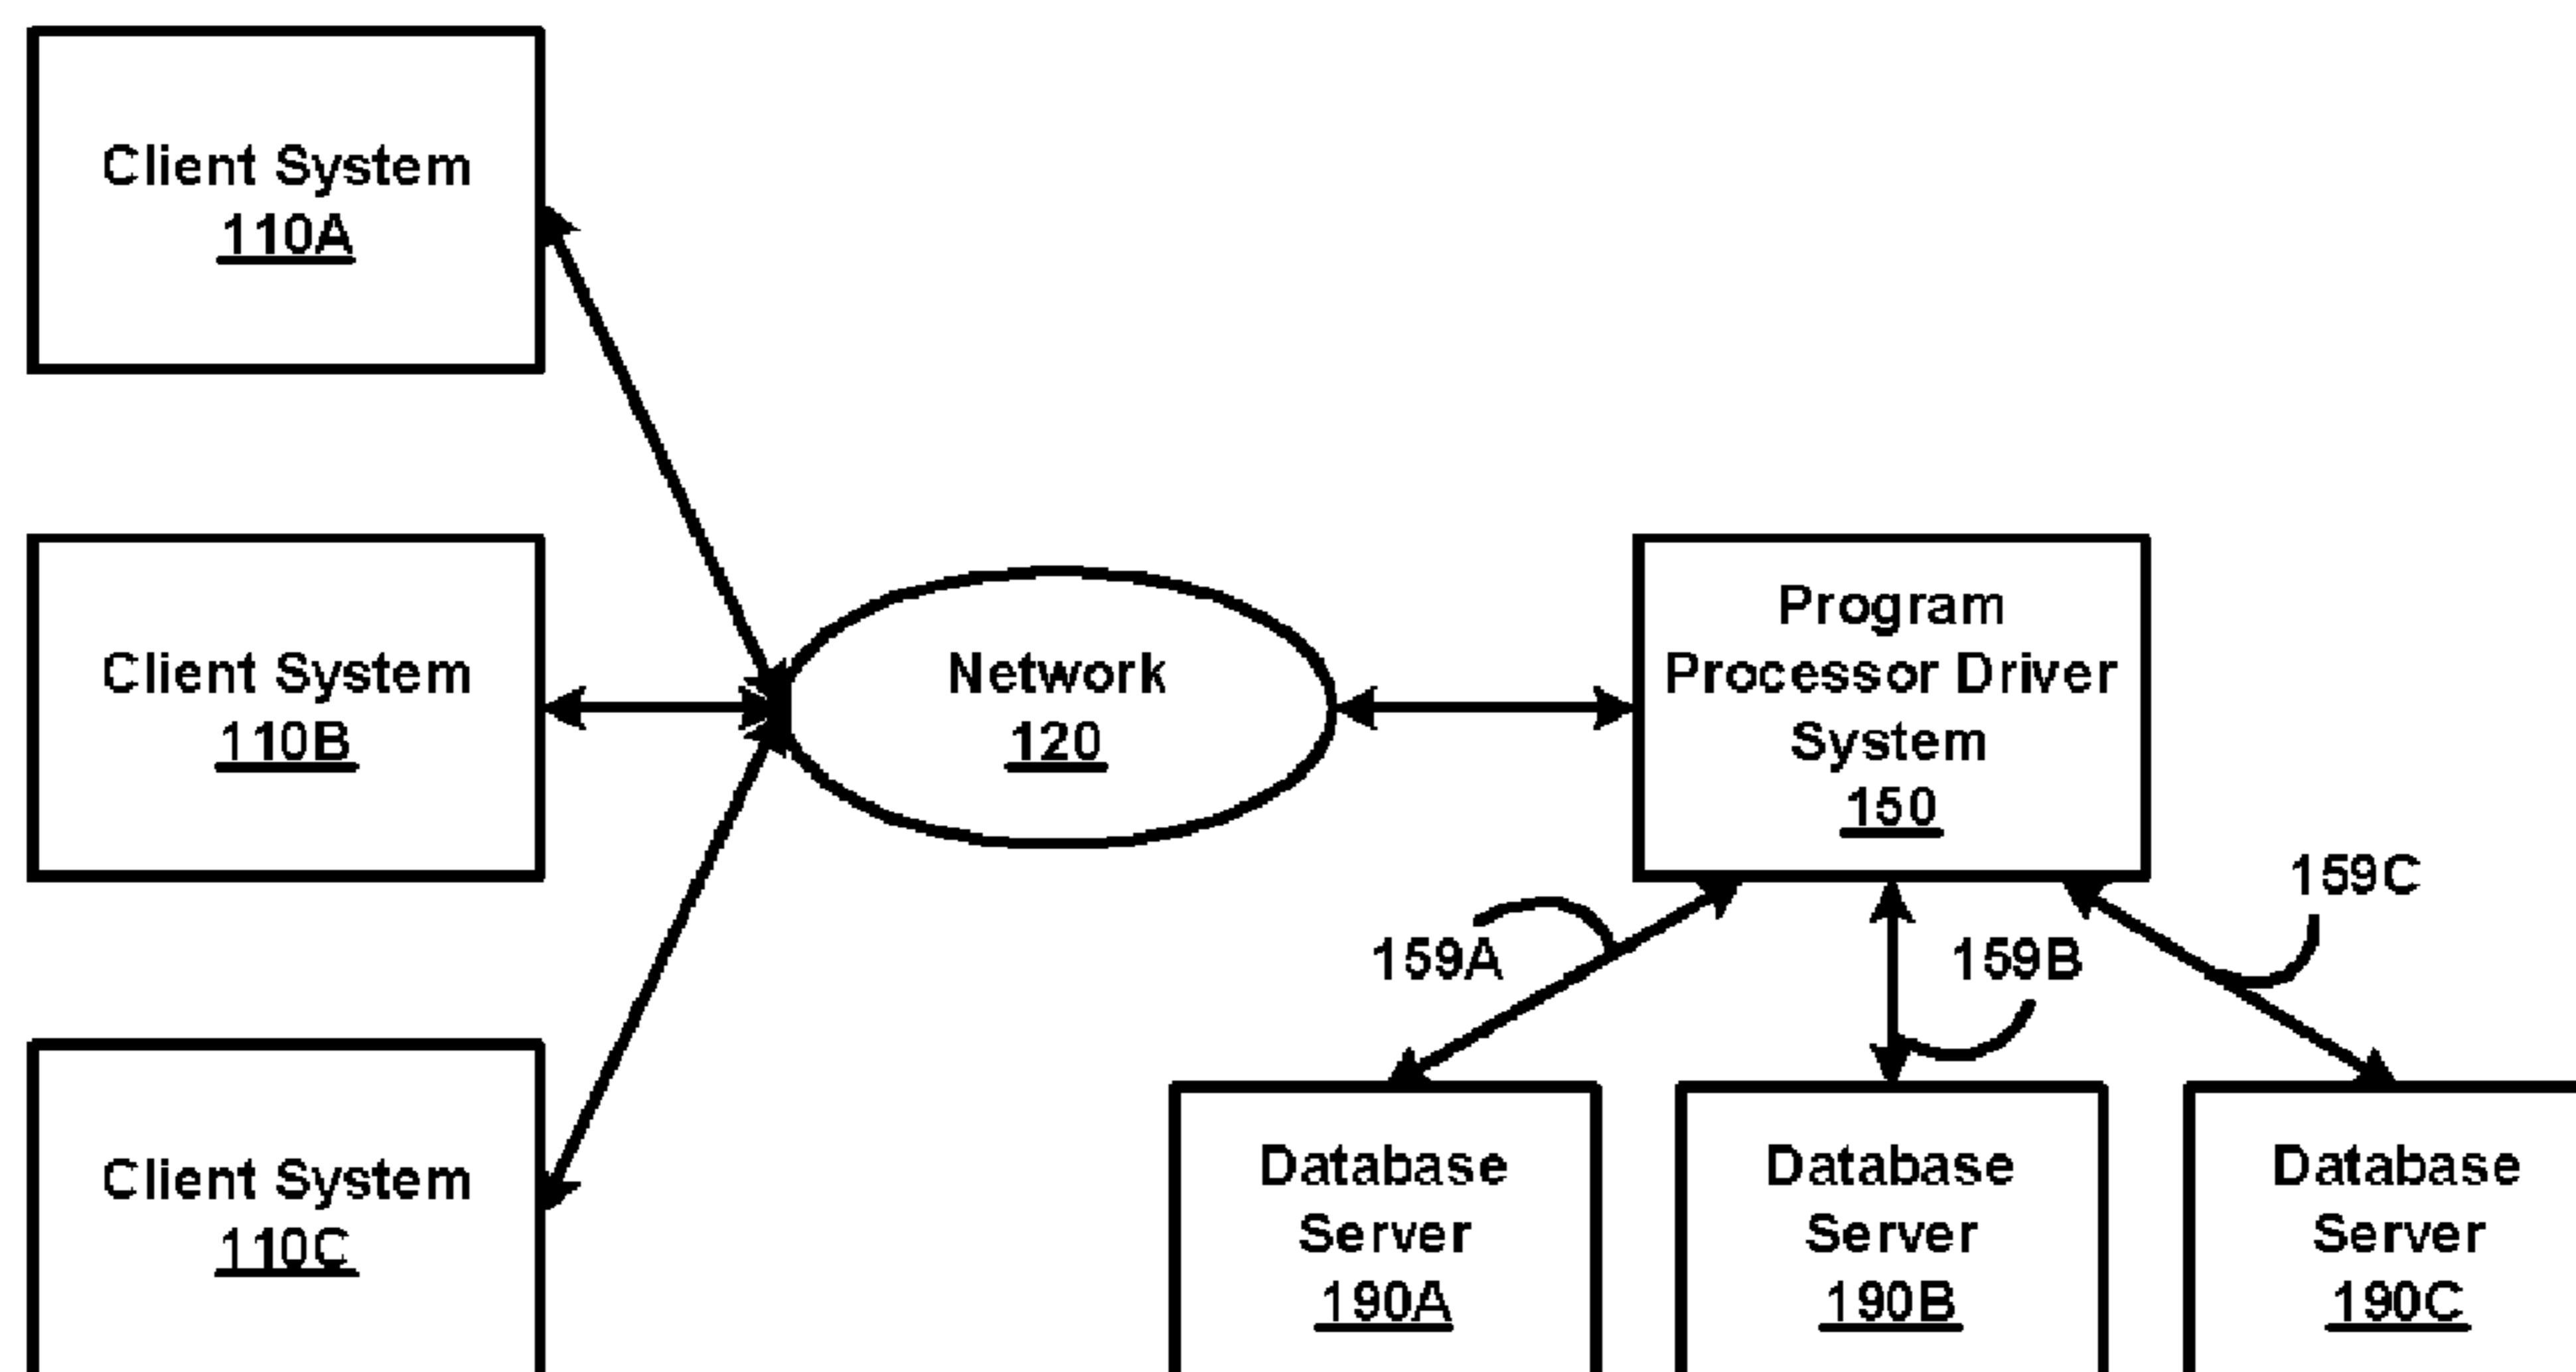 Client System
110A
Client System
110B
Network
120
Program
Processor Driver
System
150
159C
159A
159B
Client System
110C
Database
Server
190A
Database
Server
190B
Database
Server
190C